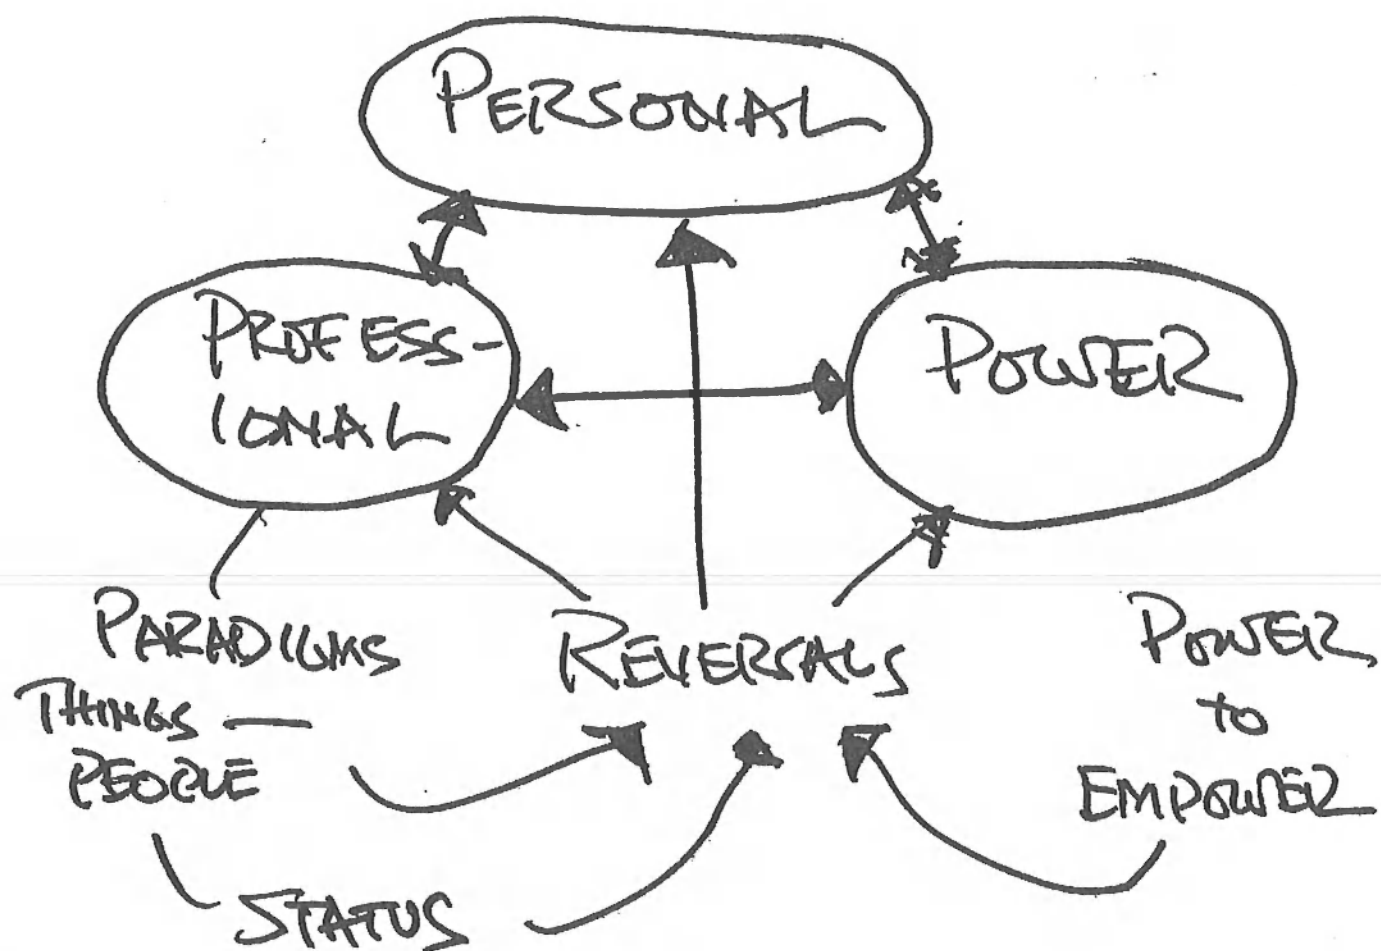 PERSONAL
PROFESS-
IONAL
POWER
PARADIGMS
THINGS —
PEOPLE
STATUS
REVERSALS
POWER
TO
EMPOWER